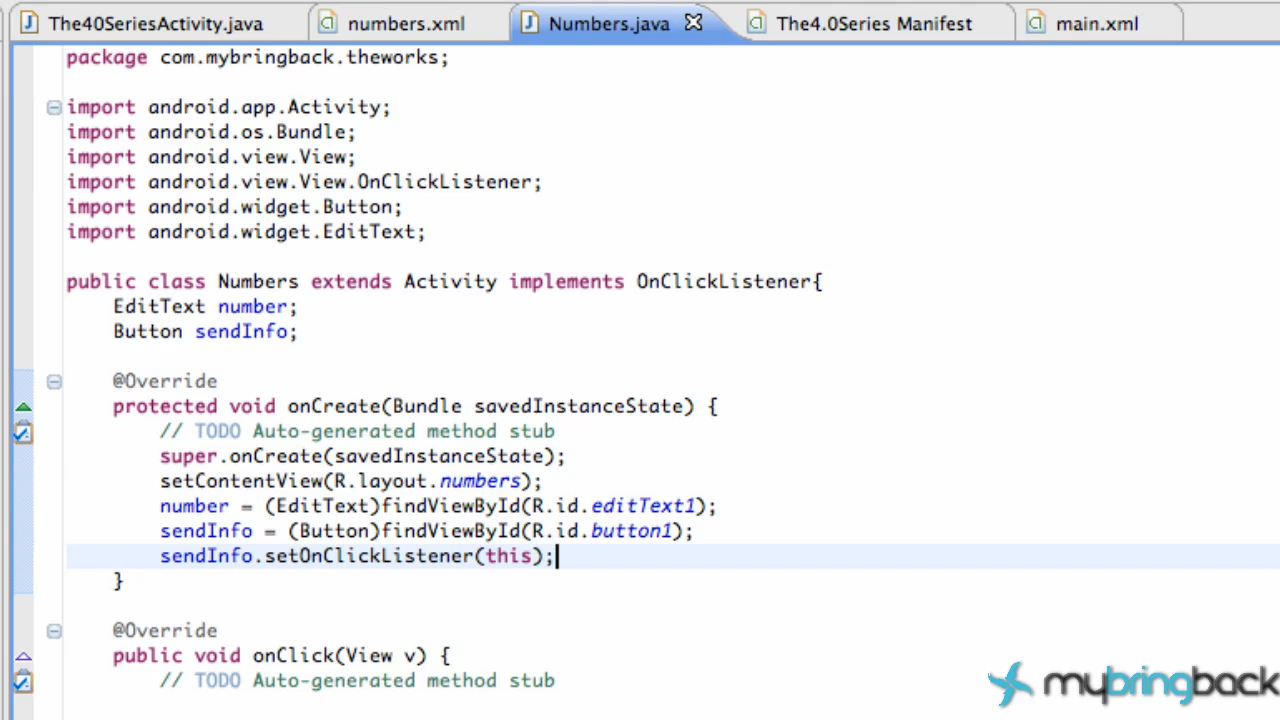 The40SeriesActivity.java numbers.xml Numbers.java The4.0Series Manifest main.xml
package com.mybringback.theworks;
import android.app.Activity;
import android.os.Bundle;
import android.view.View;
import android.view.View.OnClickListener;
import android.widget.Button;
import android.widget.EditText;
public class Numbers extends Activity implements OnClickListener{
EditText number;
Button sendInfo;
@Override
protected void onCreate(Bundle savedInstanceState) {
// TODO Auto-generated method stub
super.onCreate(savedInstanceState);
setContentView(R.layout.numbers);
number = (EditText)findViewById(R.id.editText1);
sendInfo = (Button)findViewById(R.id.button1);
sendInfo.setOnClickListener(this);
}
@Override
public void onClick(View v) {
// TODO Auto-generated method stub
mybringback